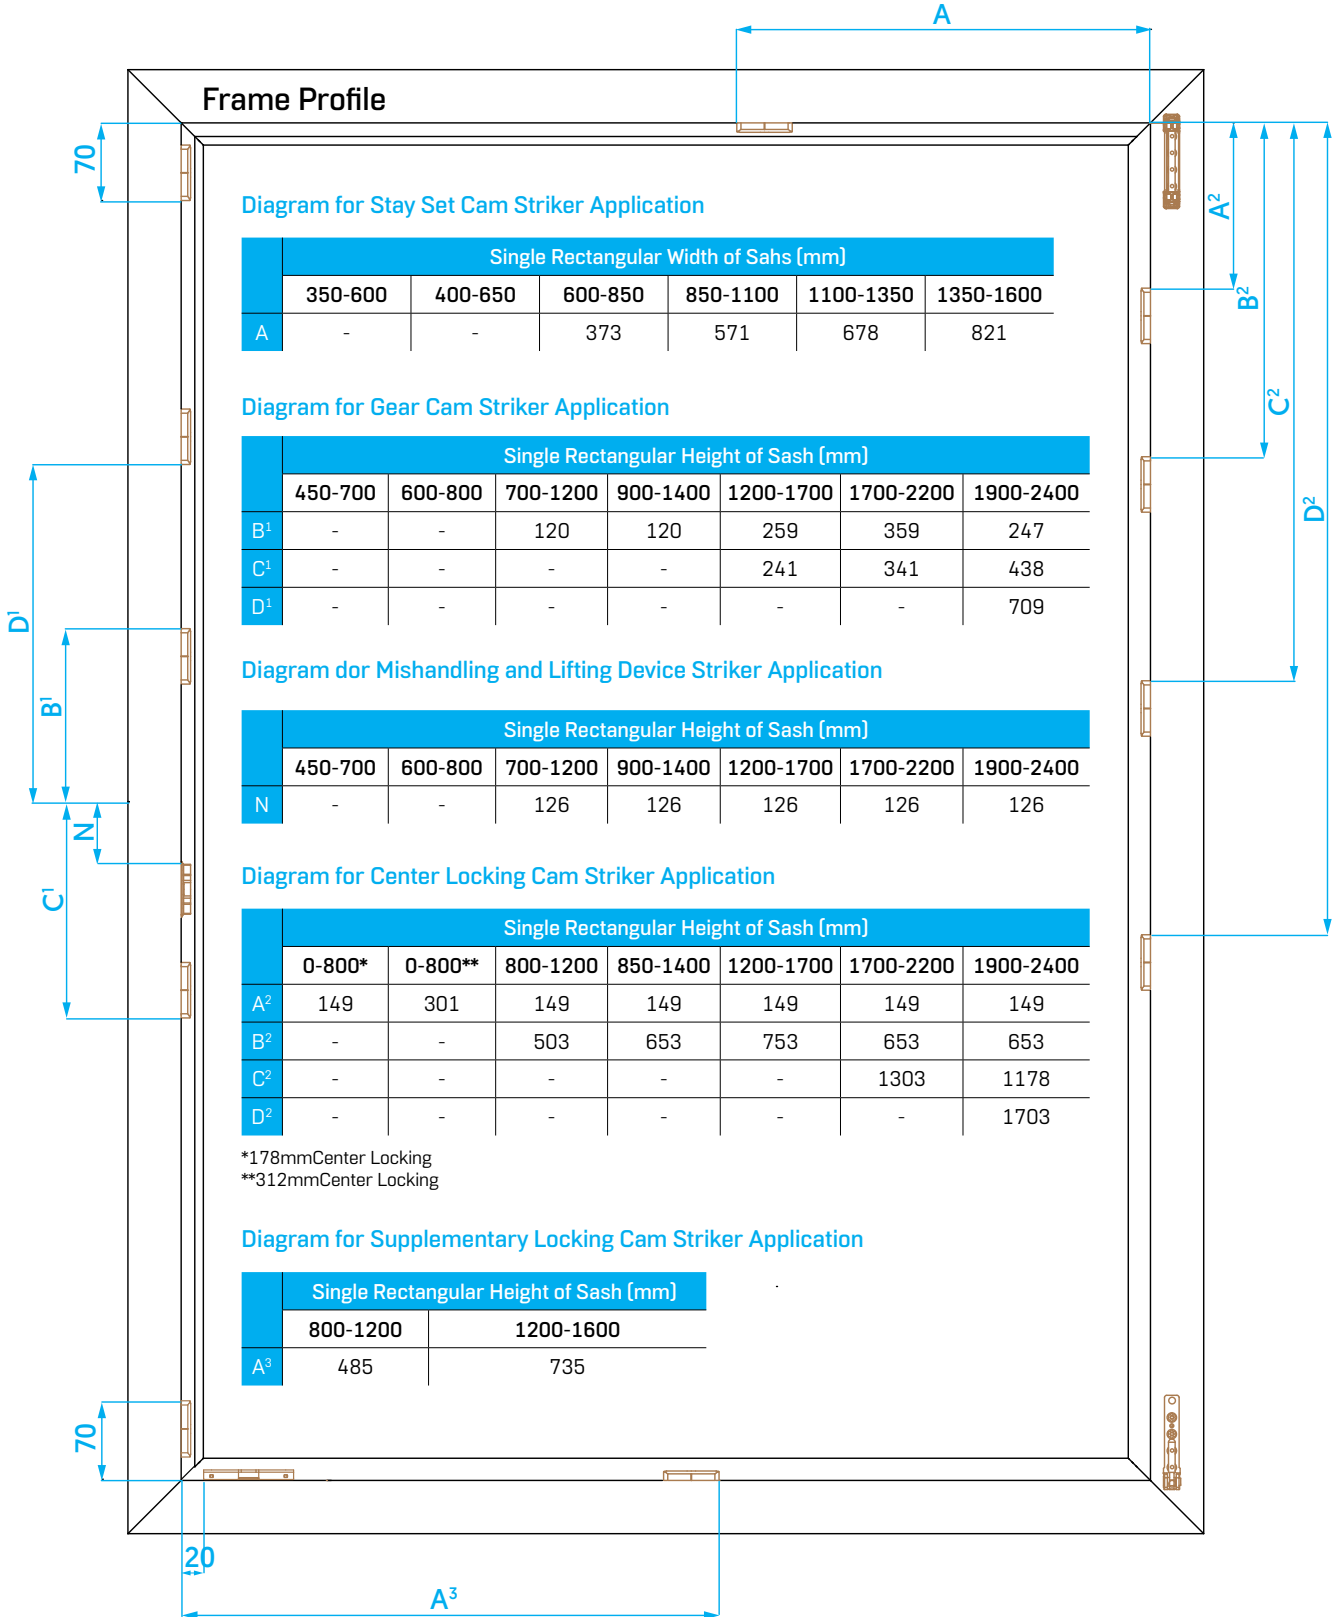 A
Frame Profile
70
A²
B²
C²
D²
Diagram for Stay Set Cam Striker Application
Single Rectangular Width of Sahs (mm)
350-600 400-650 600-850 850-1100 1100-1350 1350-1600
A - - 373 571 678 821
Diagram for Gear Cam Striker Application
Single Rectangular Height of Sash (mm)
450-700 600-800 700-1200 900-1400 1200-1700 1700-2200 1900-2400
B¹ - - 120 120 259 359 247
C¹ - - - - 241 341 438
D¹ - - - - - - 709
D¹
B¹
N
C¹
Diagram dor Mishandling and Lifting Device Striker Application
Single Rectangular Height of Sash (mm)
450-700 600-800 700-1200 900-1400 1200-1700 1700-2200 1900-2400
N - - 126 126 126 126 126
Diagram for Center Locking Cam Striker Application
Single Rectangular Height of Sash (mm)
0-800* 0-800** 800-1200 850-1400 1200-1700 1700-2200 1900-2400
A² 149 301 149 149 149 149 149
B² - - 503 653 753 653 653
C² - - - - - 1303 1178
D² - - - - - - 1703
*178mmCenter Locking
**312mmCenter Locking
Diagram for Supplementary Locking Cam Striker Application
Single Rectangular Height of Sash (mm)
800-1200 1200-1600
A³ 485 735
70
20
A³